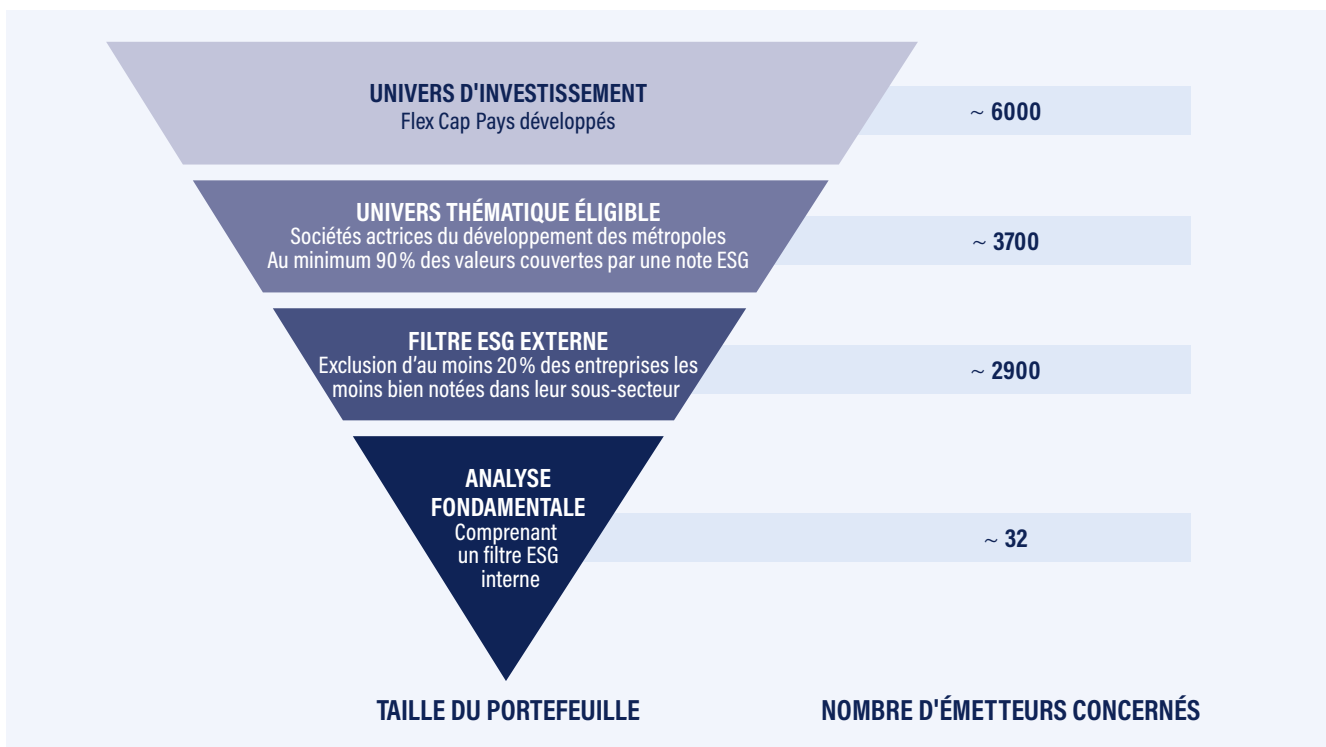 UNIVERS D'INVESTISSEMENT
Flex Cap Pays développés
~ 6000
UNIVERS THÉMATIQUE ÉLIGIBLE
Sociétés actrices du développement des métropoles
Au minimum 90 % des valeurs couvertes par une note ESG
~ 3700
FILTRE ESG EXTERNE
Exclusion d’au moins 20 % des entreprises les
moins bien notées dans leur sous-secteur
~ 2900
ANALYSE
FONDAMENTALE
Comprenant
un filtre ESG
interne
~ 32
TAILLE DU PORTEFEUILLE
NOMBRE D'ÉMETTEURS CONCERNÉS